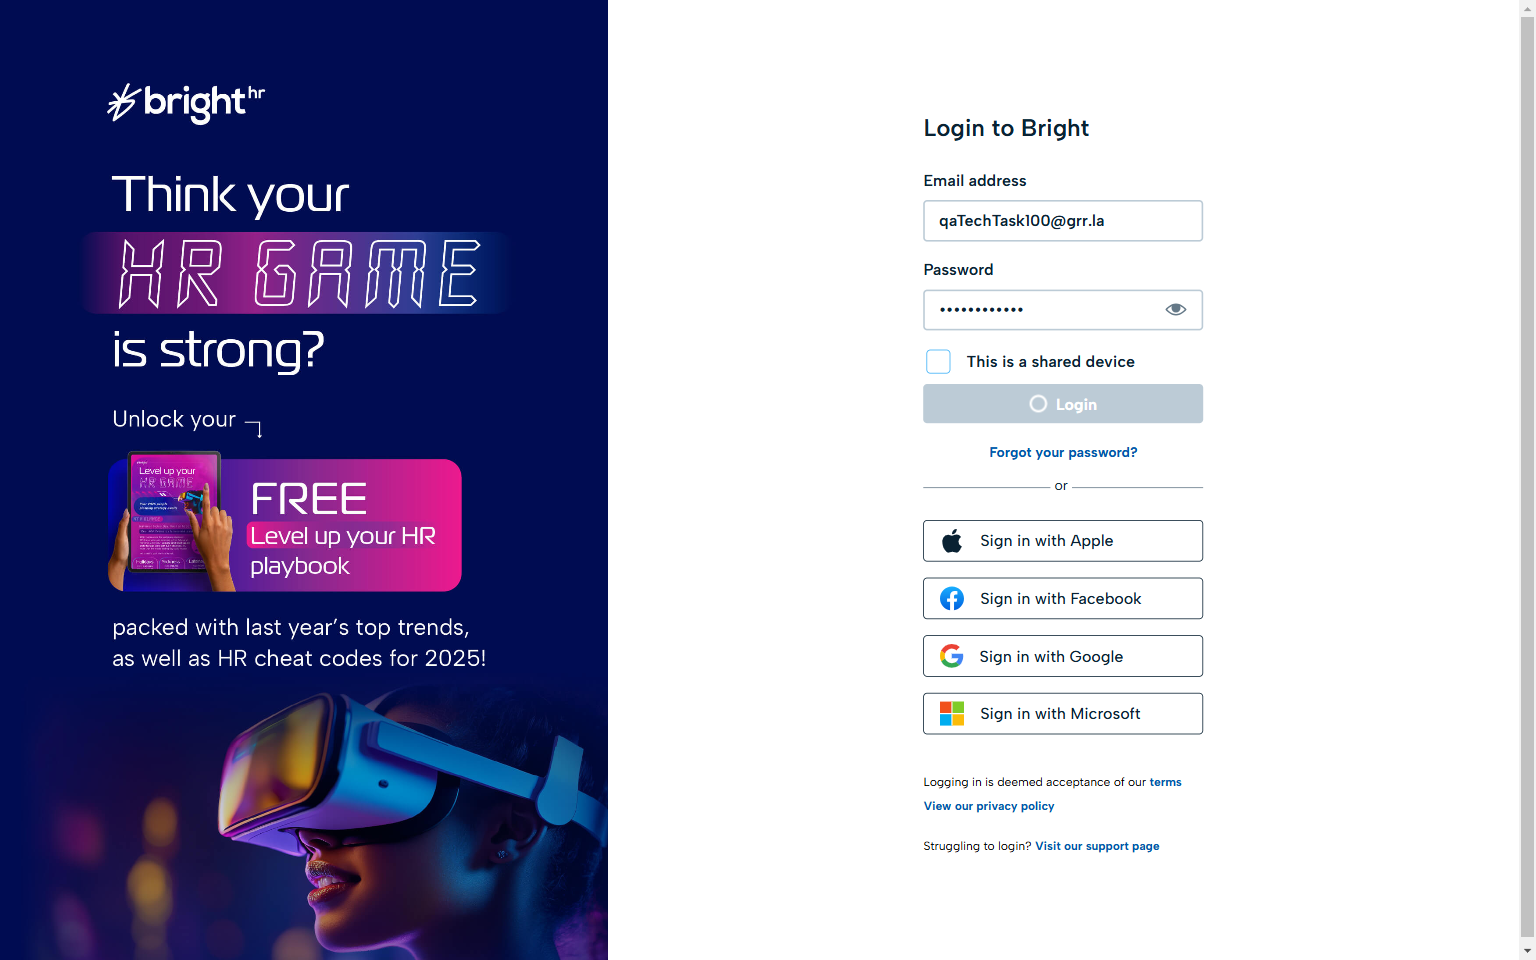 bright hr
Think your
HR GAME
is strong?
Unlock your
Level up your
HR GAME
FREE
Level up your HR
playbook
packed with last year's top trends,
as well as HR cheat codes for 2025!
Login to Bright
Email address
qaTechTask100@grr.la
Password
••••••••••••
This is a shared device
Login
Forgot your password?
or
Sign in with Apple
Sign in with Facebook
Sign in with Google
Sign in with Microsoft
Logging in is deemed acceptance of our terms
View our privacy policy
Struggling to login? Visit our support page